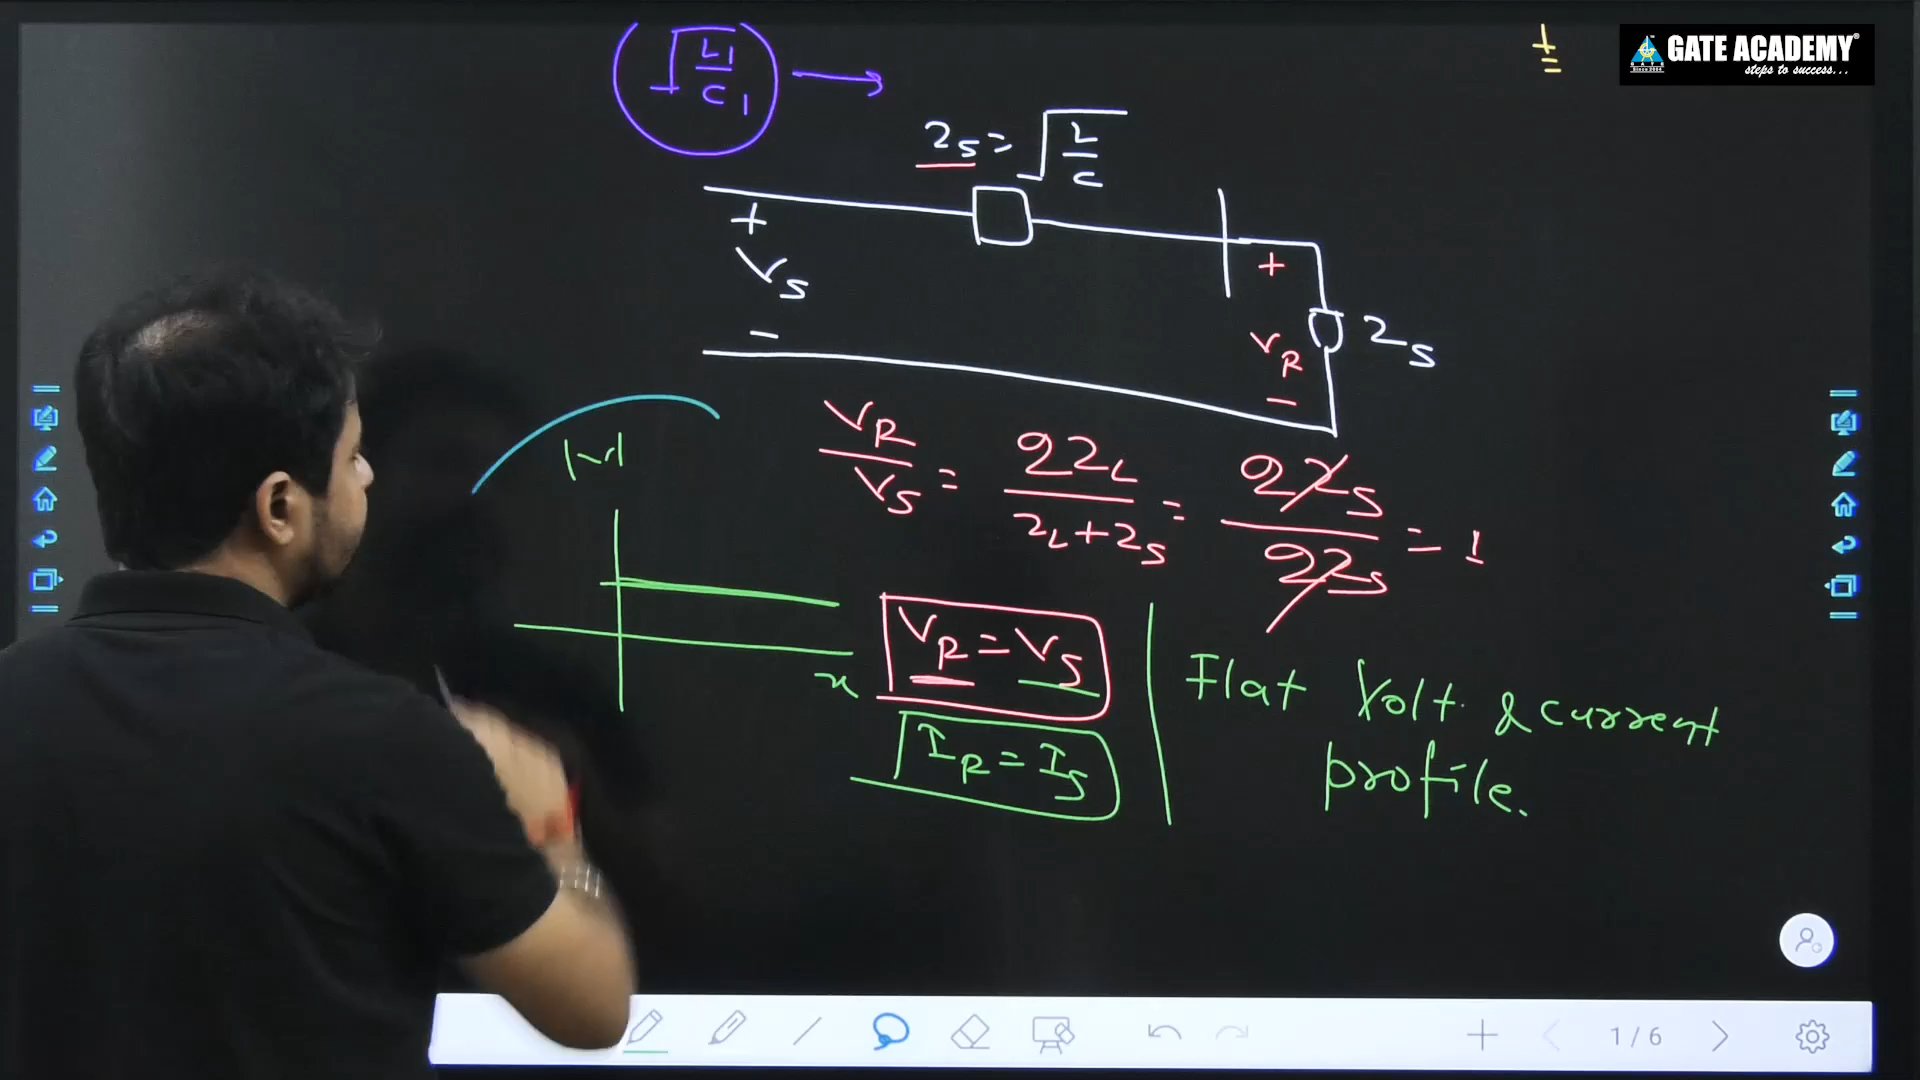 √L1/C1 →
GATE ACADEMY
steps to success...
Zs = √L/C
+
Vs
-
+
VR
-
Zs
|V|
VR/Vs = 2ZL/ZL+Zs = 2Zs/2Zs = 1
x
VR = Vs
IR = Is
Flat Volt. & current
profile.
1 / 6